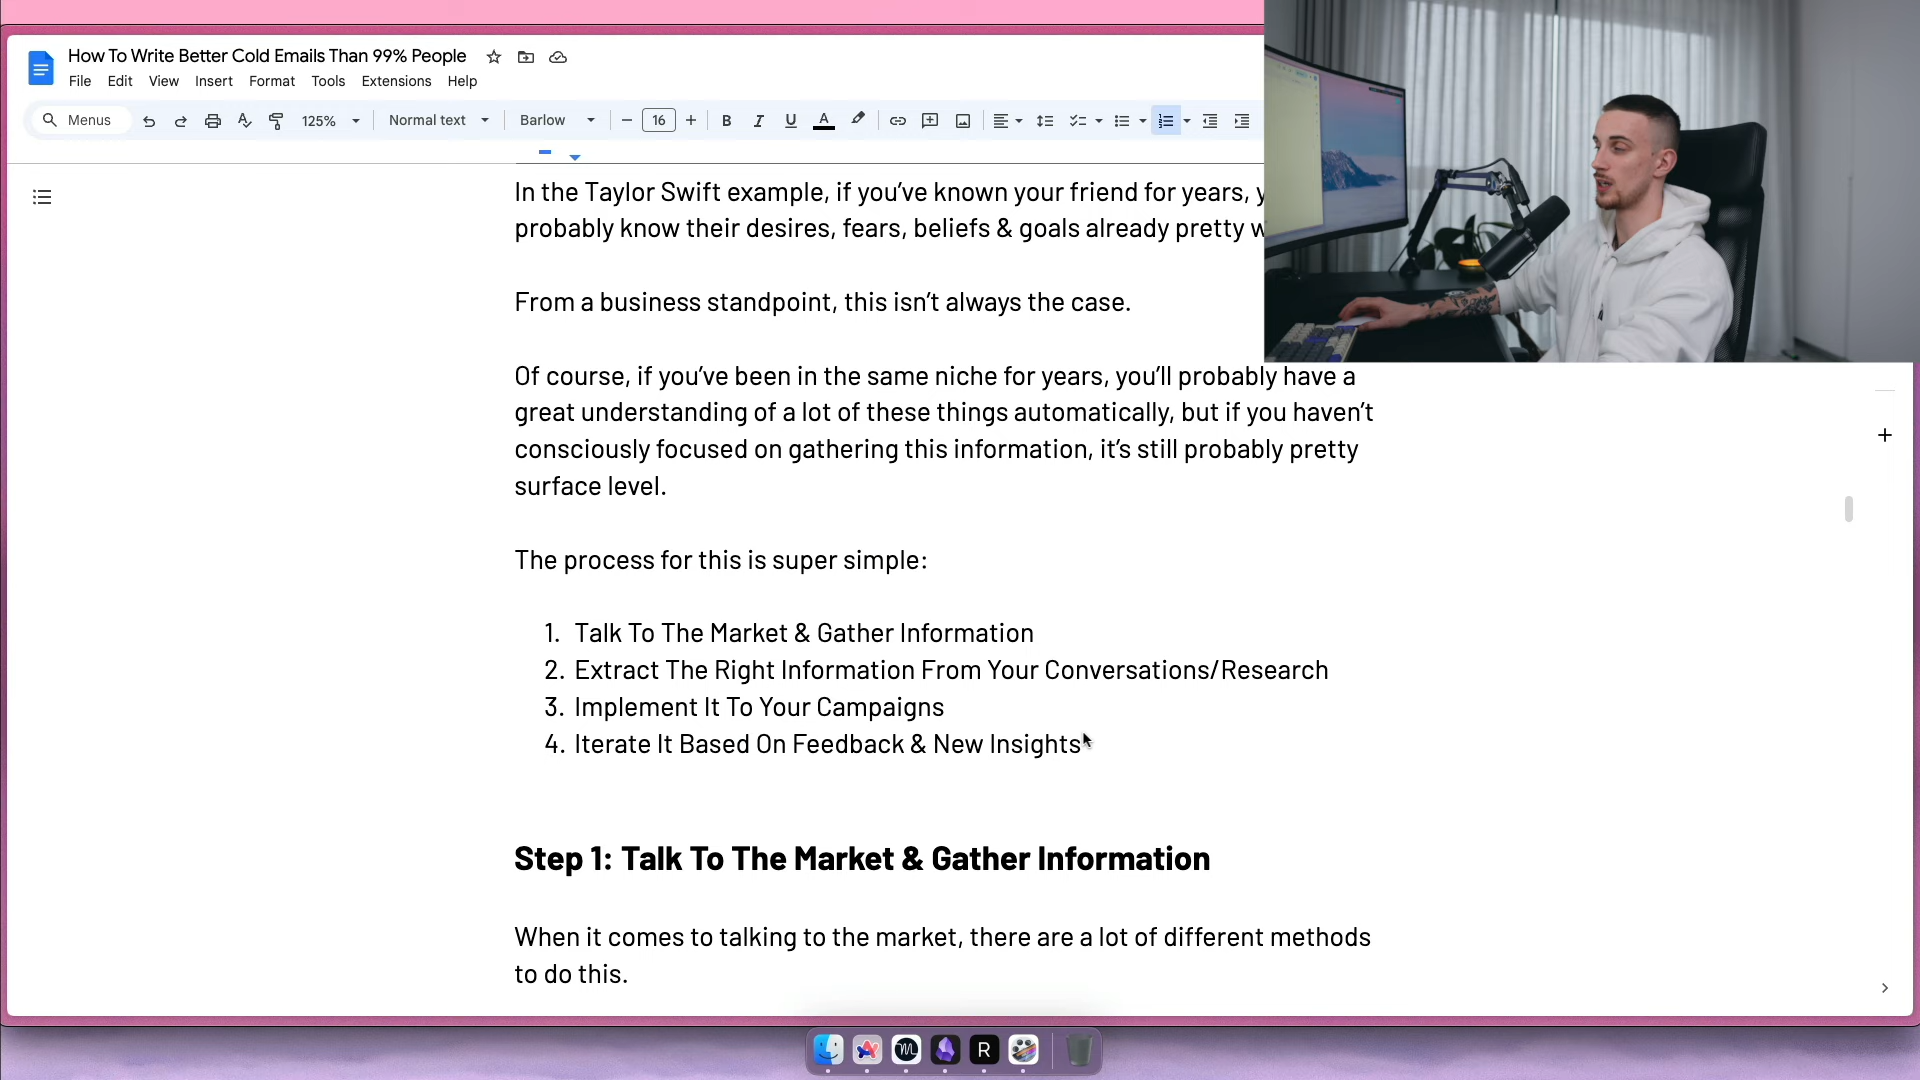 How To Write Better Cold Emails Than 99% People
File Edit View Insert Format Tools Extensions Help
Menus 125% Normal text Barlow 16 B I U A
In the Taylor Swift example, if you’ve known your friend for years,
probably know their desires, fears, beliefs & goals already pretty
From a business standpoint, this isn’t always the case.
Of course, if you’ve been in the same niche for years, you’ll probably have a
great understanding of a lot of these things automatically, but if you haven’t
consciously focused on gathering this information, it’s still probably pretty
surface level.
The process for this is super simple:
1. Talk To The Market & Gather Information
2. Extract The Right Information From Your Conversations/Research
3. Implement It To Your Campaigns
4. Iterate It Based On Feedback & New Insights
Step 1: Talk To The Market & Gather Information
When it comes to talking to the market, there are a lot of different methods
to do this.
R